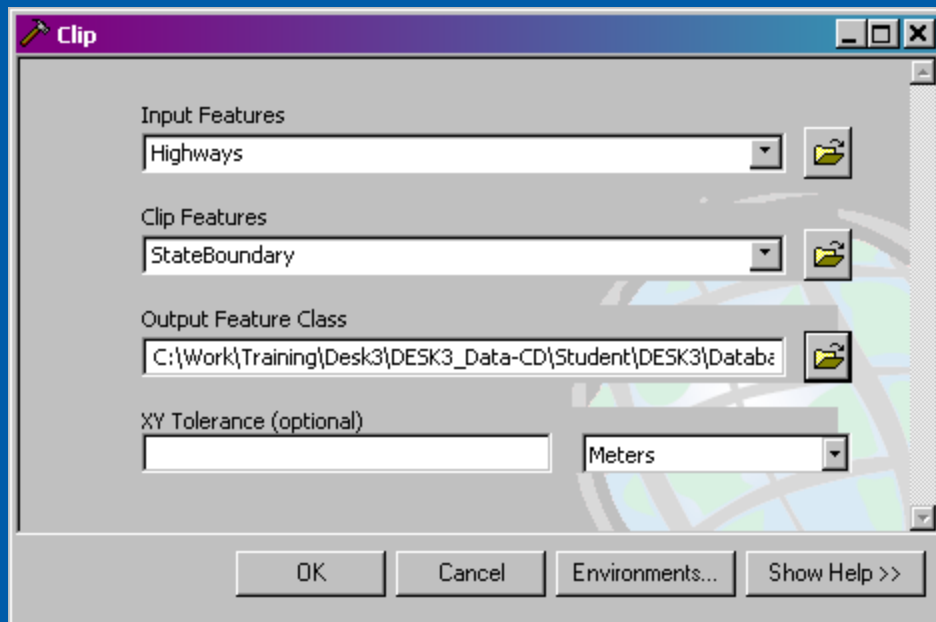 Clip
Input Features
Highways
Clip Features
StateBoundary
Output Feature Class
C:\Work\Training\Desk3\DESK3_Data-CD\Student\DESK3\Databa
XY Tolerance (optional)
Meters
OK Cancel Environments... Show Help >>